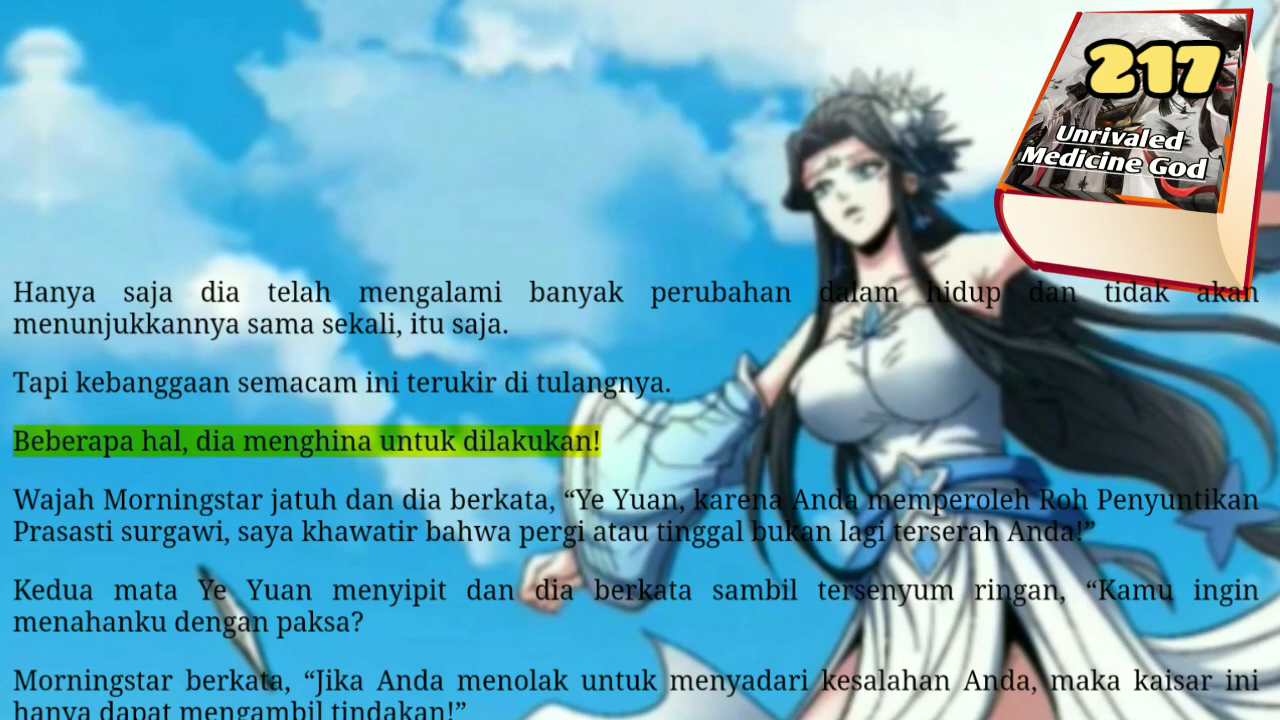 217
Unrivaled
Medicine God
Hanya saja dia telah mengalami banyak perubahan dalam hidup dan tidak akan
menunjukkannya sama sekali, itu saja.
Tapi kebanggaan semacam ini terukir di tulangnya.
Beberapa hal, dia menghina untuk dilakukan!
Wajah Morningstar jatuh dan dia berkata, “Ye Yuan, karena Anda memperoleh Roh Penyuntikan
Prasasti surgawi, saya khawatir bahwa pergi atau tinggal bukan lagi terserah Anda!”
Kedua mata Ye Yuan menyipit dan dia berkata sambil tersenyum ringan, “Kamu ingin
menahanku dengan paksa?
Morningstar berkata, “Jika Anda menolak untuk menyadari kesalahan Anda, maka kaisar ini
hanya dapat mengambil tindakan!”